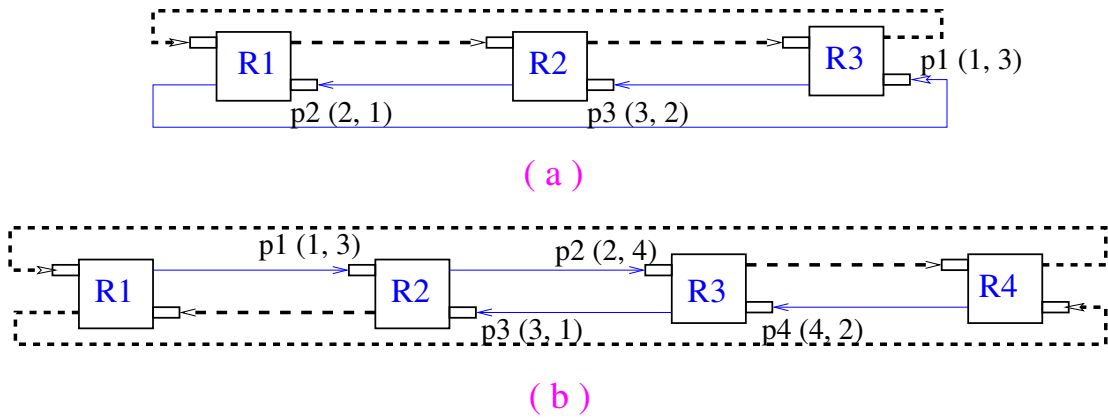 R1 R2 R3 p1 (1, 3)
p2 (2, 1) p3 (3, 2)
( a )
p1 (1, 3) p2 (2, 4)
R1 R2 R3 R4
p3 (3, 1) p4 (4, 2)
( b )